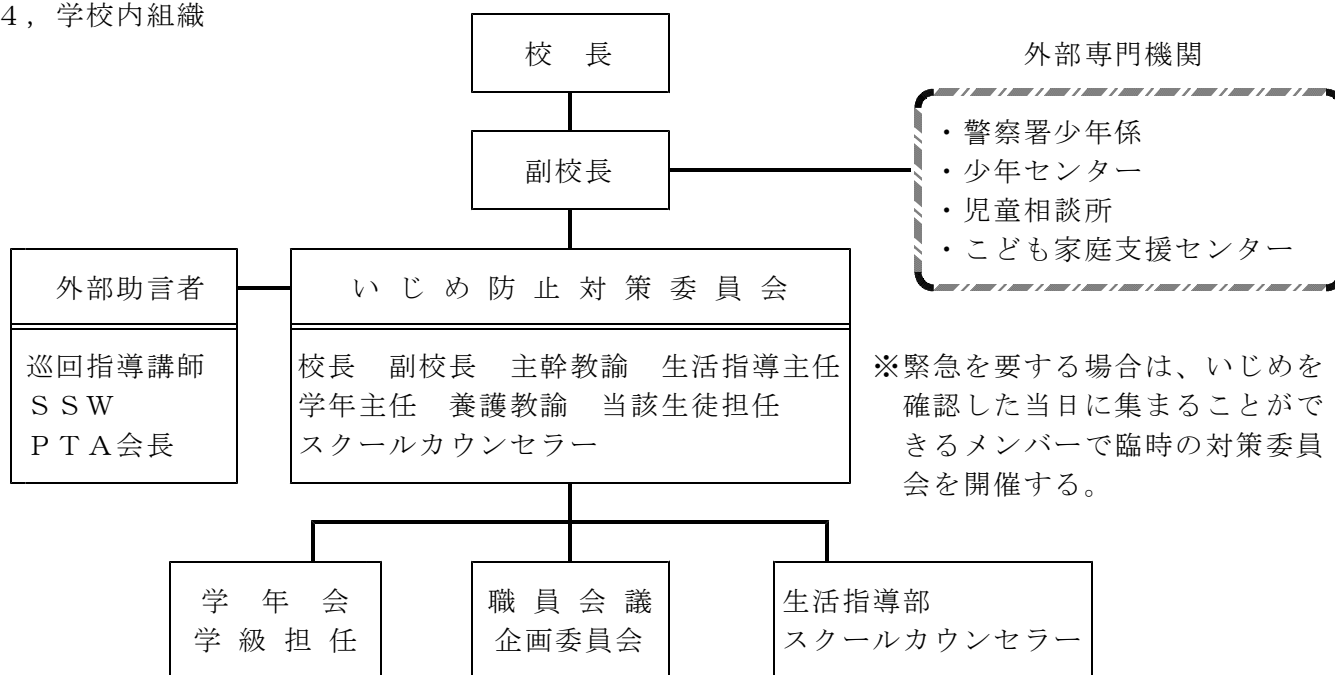 ４，学校内組織
校　長
外部専門機関
・警察署少年係
・少年センター
・児童相談所
・こども家庭支援センター
副校長
外部助言者
いじめ防止対策委員会
巡回指導講師
ＳＳＷ
ＰＴＡ会長
校長　副校長　主幹教諭　生活指導主任
学年主任　養護教諭　当該生徒担任
スクールカウンセラー
※緊急を要する場合は、いじめを
確認した当日に集まることがで
きるメンバーで臨時の対策委員
会を開催する。
学年会
学級担任
職員会議
企画委員会
生活指導部
スクールカウンセラー